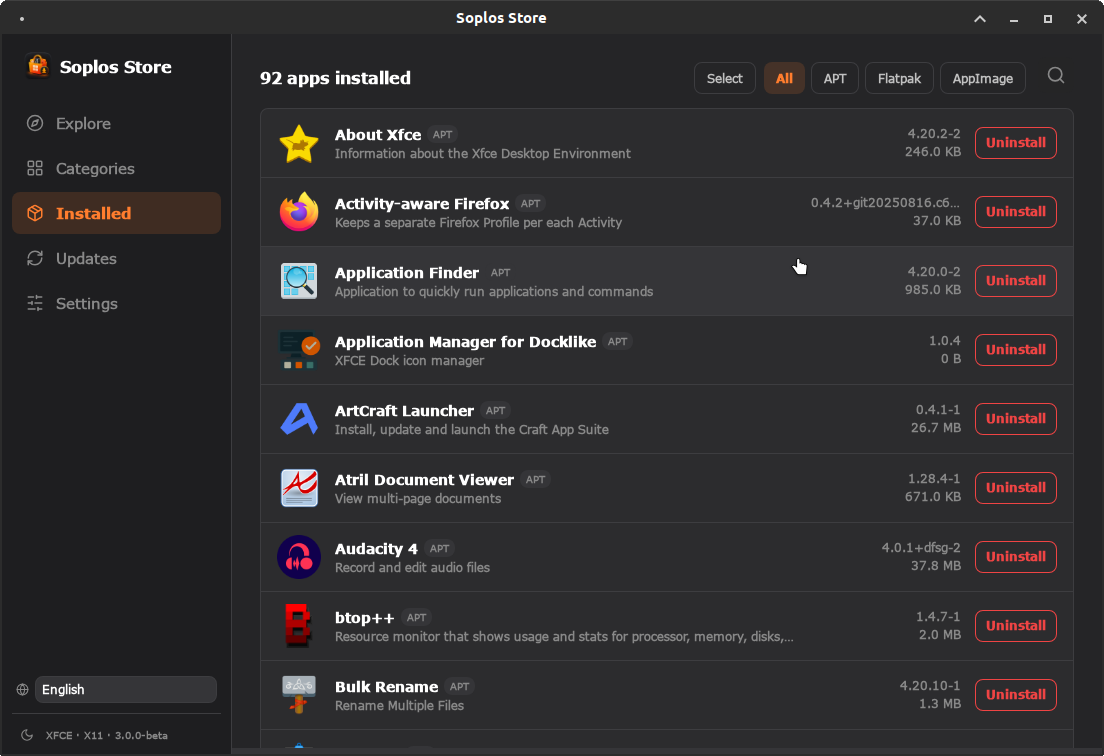 Soplos Store
Soplos Store
Explore
Categories
Installed
Updates
Settings
English
XFCE · X11 · 3.0.0-beta
92 apps installed
Select
All
APT
Flatpak
AppImage
About Xfce APT
Information about the Xfce Desktop Environment
4.20.2-2
246.0 KB
Uninstall
Activity-aware Firefox APT
Keeps a separate Firefox Profile per each Activity
0.4.2+git20250816.c6...
37.0 KB
Uninstall
Application Finder APT
Application to quickly run applications and commands
4.20.0-2
985.0 KB
Uninstall
Application Manager for Docklike APT
XFCE Dock icon manager
1.0.4
0 B
Uninstall
ArtCraft Launcher APT
Install, update and launch the Craft App Suite
0.4.1-1
26.7 MB
Uninstall
Atril Document Viewer APT
View multi-page documents
1.28.4-1
671.0 KB
Uninstall
Audacity 4 APT
Record and edit audio files
4.0.1+dfsg-2
37.8 MB
Uninstall
btop++ APT
Resource monitor that shows usage and stats for processor, memory, disks,...
1.4.7-1
2.0 MB
Uninstall
Bulk Rename APT
Rename Multiple Files
4.20.10-1
1.3 MB
Uninstall